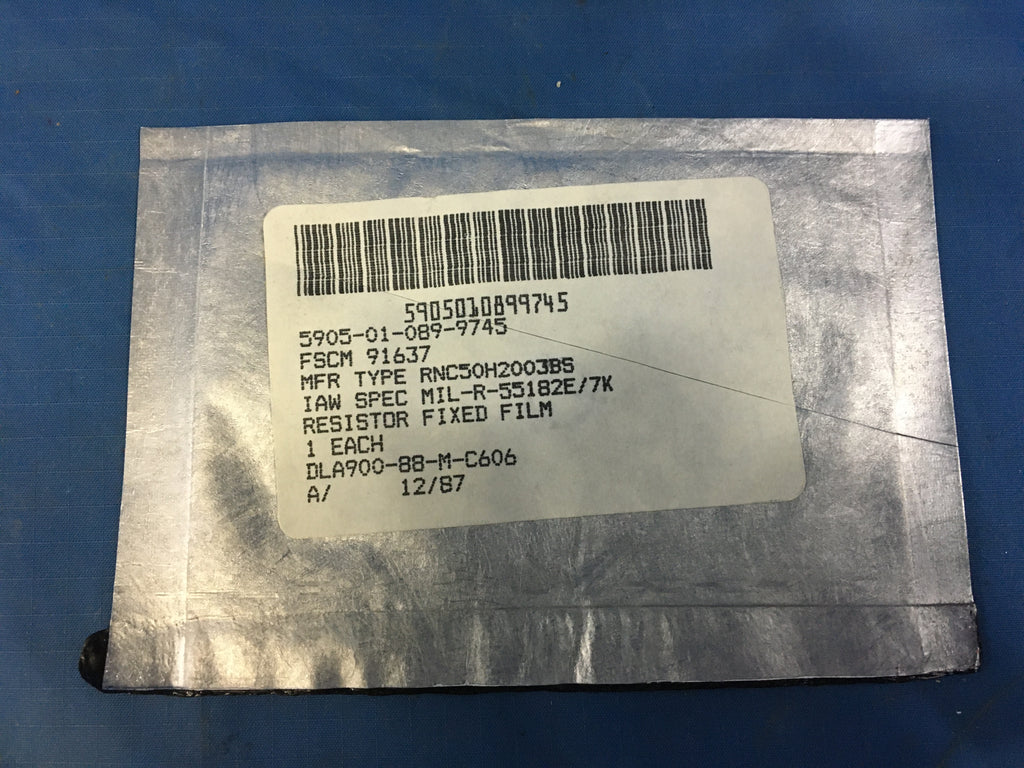 5905010899745
5905-01-089-9745
FSCM 91637
MFR TYPE RNC50H2003BS
IAW SPEC MIL-R-55182E/7K
RESISTOR FIXED FILM
1 EACH
DLA900-88-M-C606
A/ 12/87